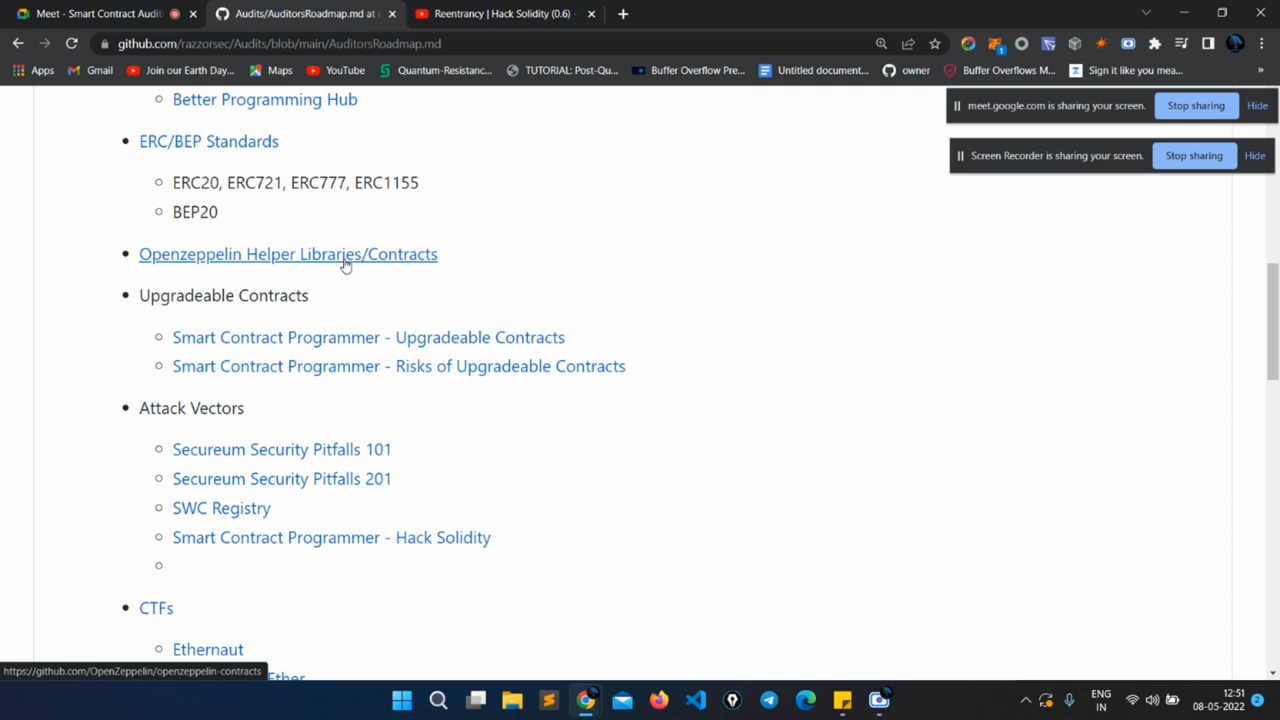 Meet - Smart Contract Audit
Audits/AuditorsRoadmap.md at
Reentrancy | Hack Solidity (0.6)
github.com/razzorsec/Audits/blob/main/AuditorsRoadmap.md
Apps
Gmail
Join our Earth Day...
Maps
YouTube
Quantum-Resistanc...
TUTORIAL: Post-Qu...
Buffer Overflow Pre...
Untitled document...
owner
Buffer Overflows M...
Sign it like you mea...
»
meet.google.com is sharing your screen.
Stop sharing
Hide
Screen Recorder is sharing your screen.
Stop sharing
Hide
Better Programming Hub
ERC/BEP Standards
ERC20, ERC721, ERC777, ERC1155
BEP20
Openzeppelin Helper Libraries/Contracts
Upgradeable Contracts
Smart Contract Programmer - Upgradeable Contracts
Smart Contract Programmer - Risks of Upgradeable Contracts
Attack Vectors
Secureum Security Pitfalls 101
Secureum Security Pitfalls 201
SWC Registry
Smart Contract Programmer - Hack Solidity
CTFs
Ethernaut
Ether
https://github.com/OpenZeppelin/openzeppelin-contracts
ENG
IN
12:51
08-05-2022
2